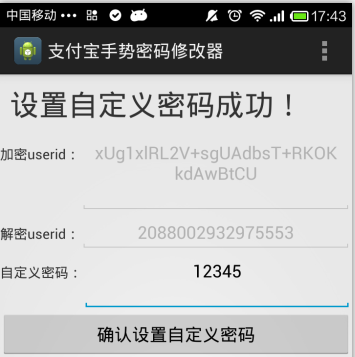 中国移动 ••• 17:43
支付宝手势密码修改器
设置自定义密码成功！
加密userid： xUg1xlRL2V+sgUAdbsT+RKOK
kdAwBtCU
解密userid： 2088002932975553
自定义密码： 12345
确认设置自定义密码